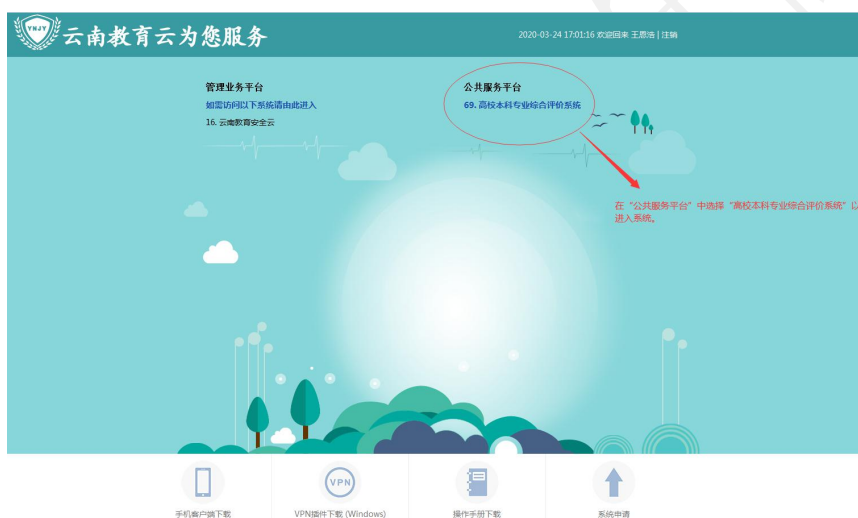 YNJY
云南教育云为您服务
2020-03-24 17:01:16 欢迎回来 王恩浩 | 注销
管理业务平台
如需访问以下系统请由此进入
16. 云南教育安全云
公共服务平台
69. 高校本科专业综合评价系统
在“公共服务平台”中选择“高校本科专业综合评价系统”以
进入系统。
VPN
手机客户端下载
VPN插件下载 (Windows)
操作手册下载
系统申请